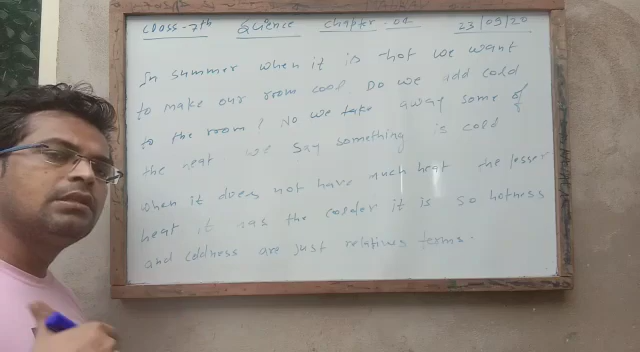 Class-7th Science Chapter-04 23/09/20
In summer when it is hot we want
to make our room cool. Do we add cold
to the room? No we take away some of
the heat we say something is cold
when it does not have much heat the lesser
heat it has the colder it is so hotness
and coldness are just relatives terms.